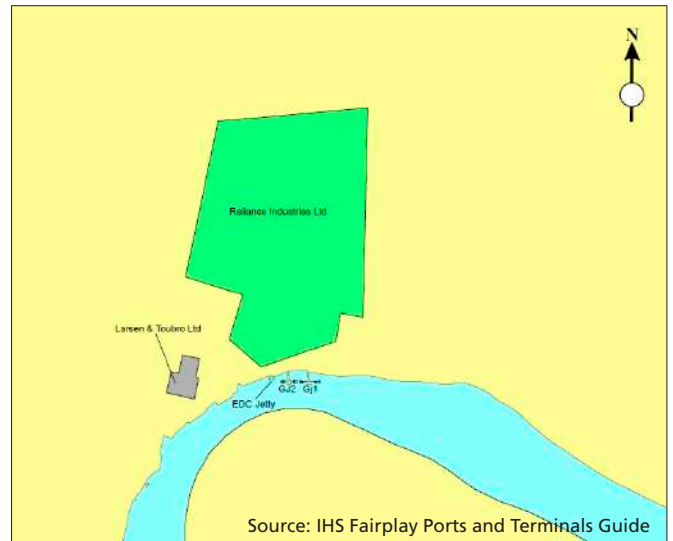 N
Reliance Industries Ltd
Larsen & Toubro Ltd
GJ2 Gj1
EDC Jetty
Source: IHS Fairplay Ports and Terminals Guide